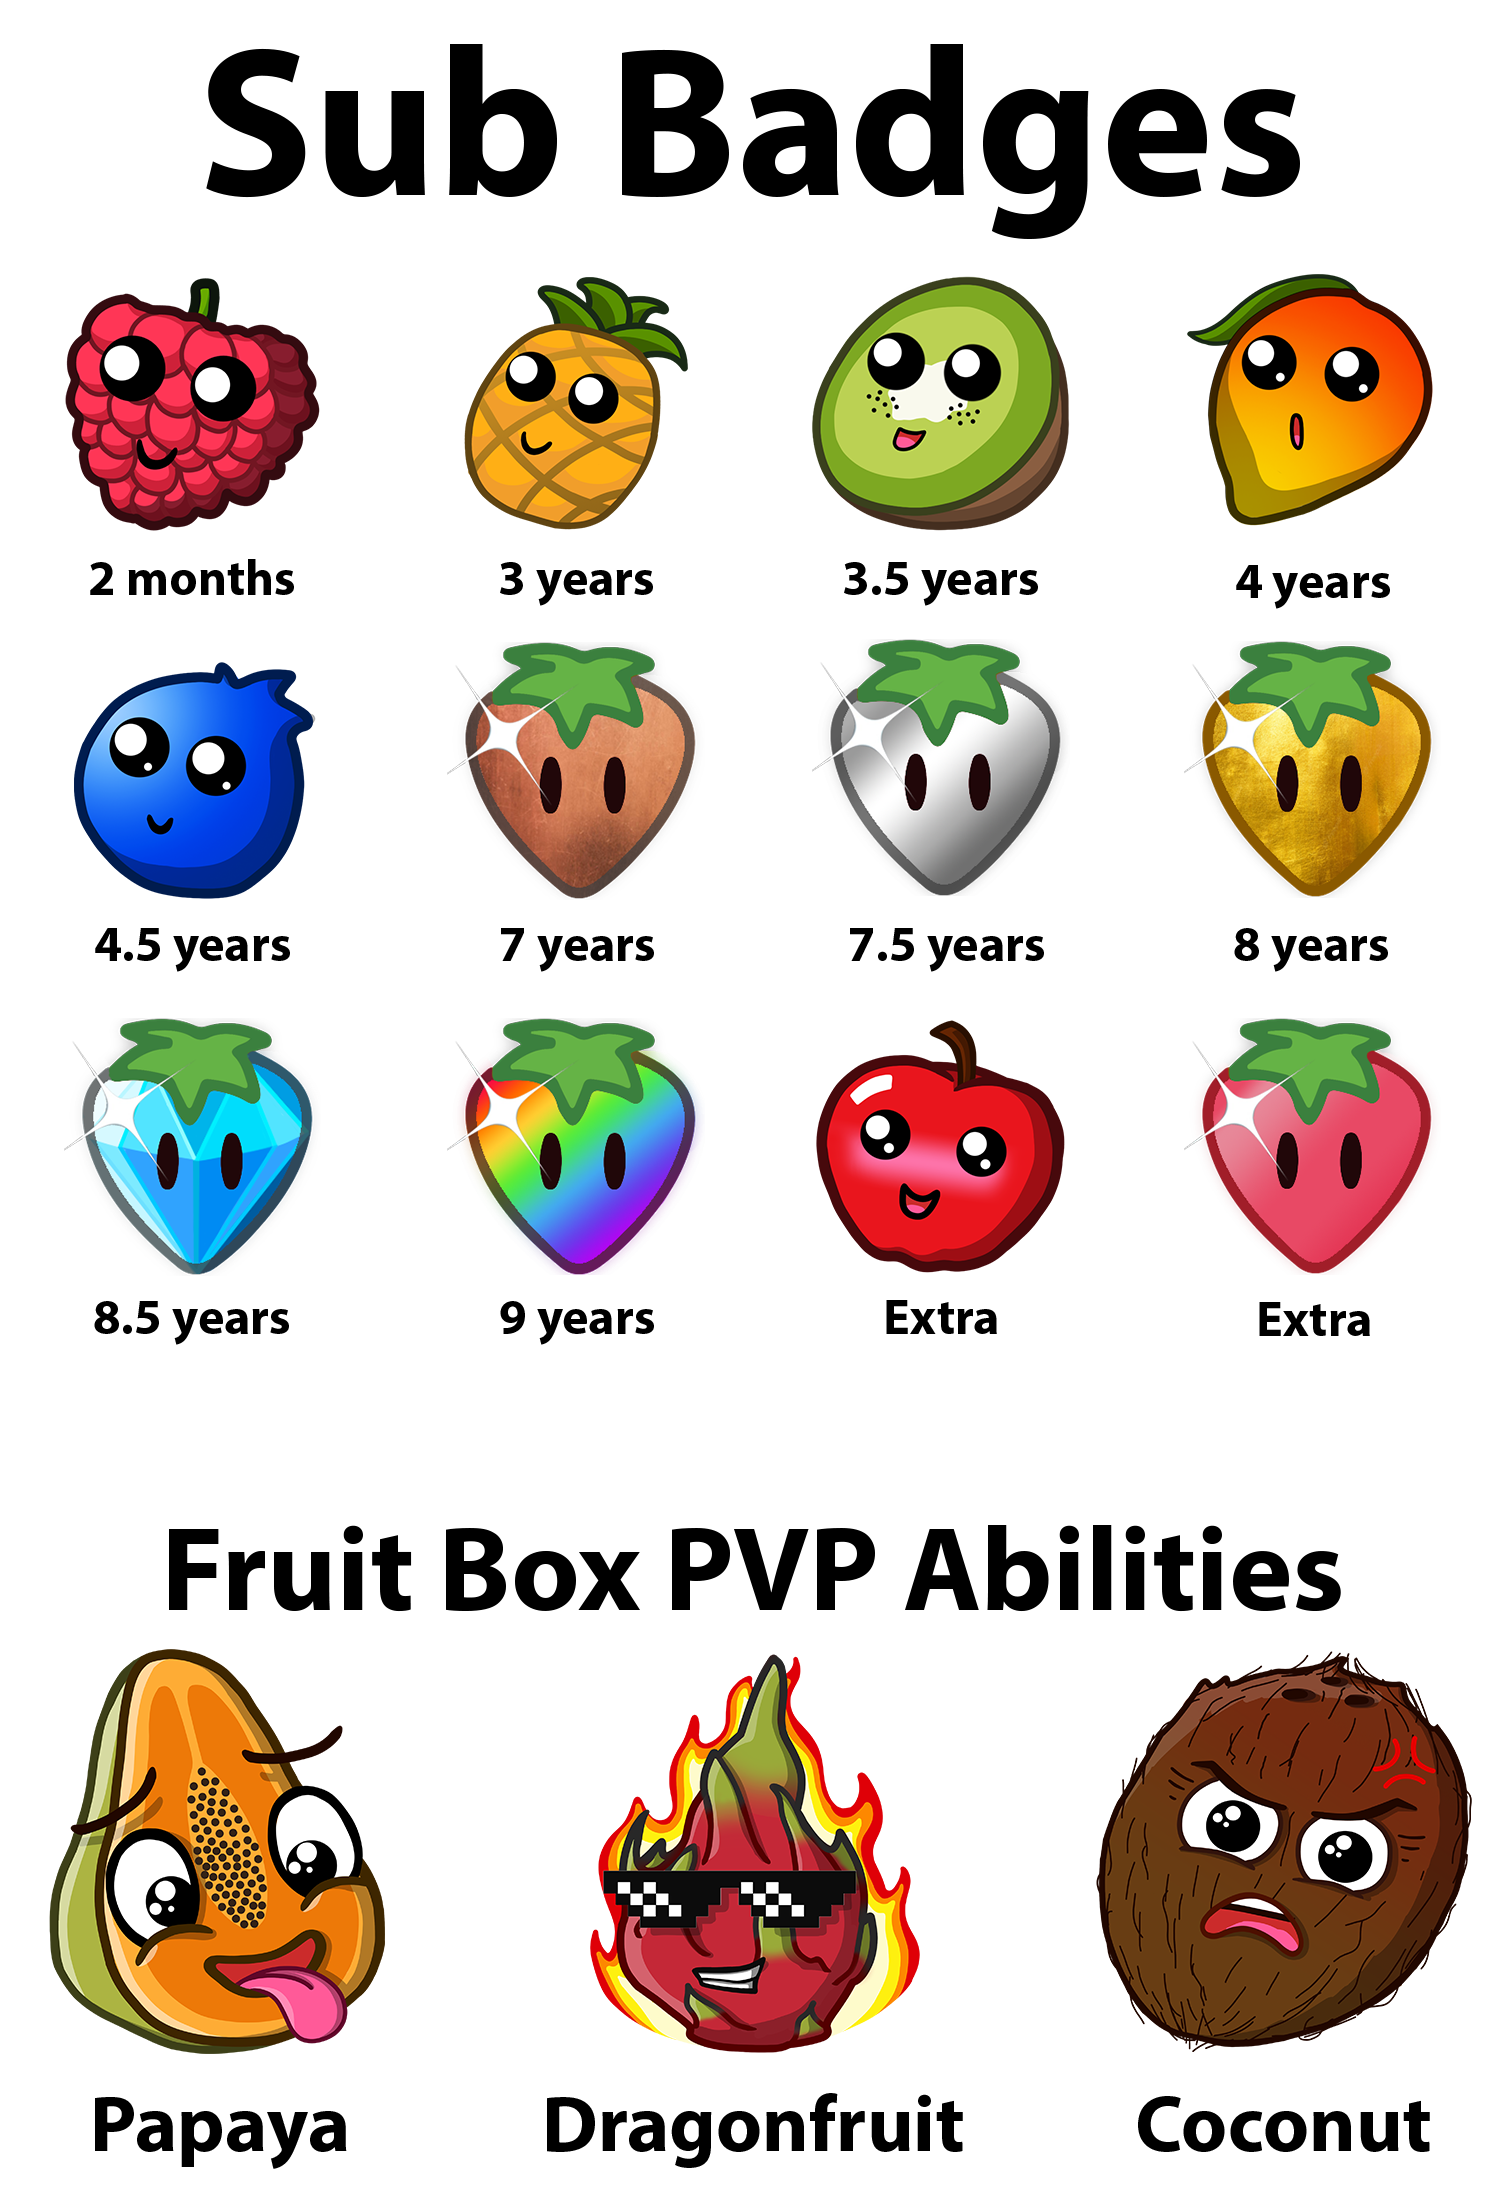 Sub Badges
2 months
3 years
3.5 years
4 years
4.5 years
7 years
7.5 years
8 years
8.5 years
9 years
Extra
Extra
Fruit Box PVP Abilities
Papaya
Dragonfruit
Coconut